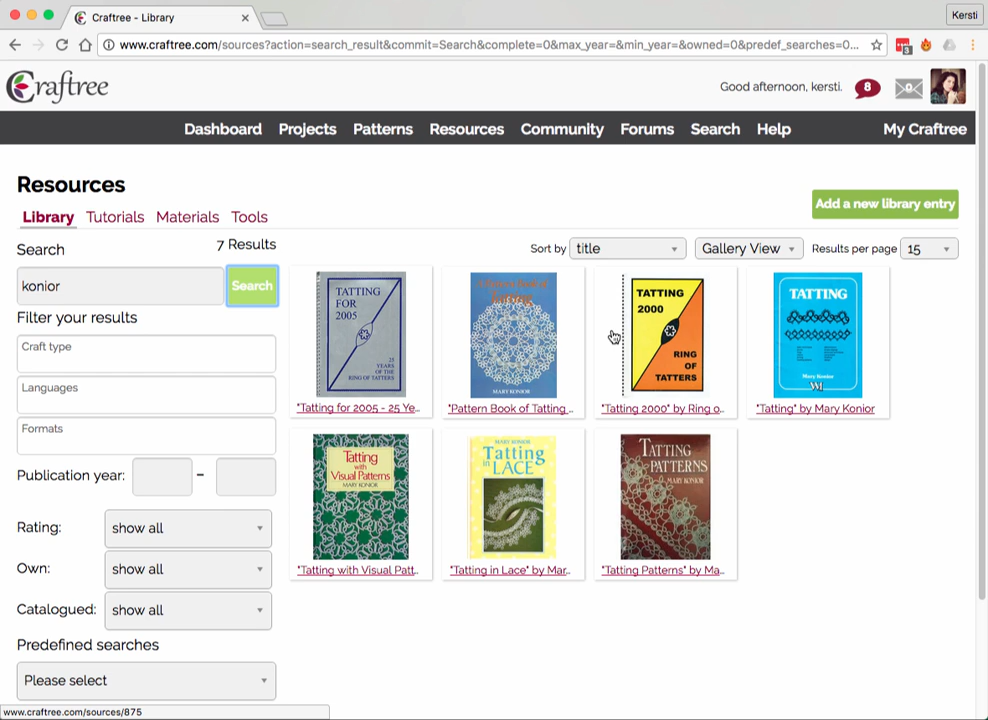 Craftree - Library
Kersti
www.craftree.com/sources?action=search_result&commit=Search&complete=0&max_year=&min_year=&owned=0&predef_searches=0...
3
Craftree
Good afternoon, kersti.
8
0
Dashboard Projects Patterns Resources Community Forums Search Help My Craftree
Resources
Add a new library entry
Library Tutorials Materials Tools
Search
7 Results
Sort by title Gallery View Results per page 15
konior
Search
Filter your results
Craft type
Languages
Formats
Publication year: –
Rating: show all
Own: show all
Catalogued: show all
Predefined searches
Please select
TATTING
FOR
2005
25
YEARS
OF THE
RING OF TATTERS
"Tatting for 2005 - 25 Ye...
Tatting
MARY KONIOR
"Pattern Book of Tatting ...
TATTING
2000
RING
OF
TATTERS
"Tatting 2000" by Ring o...
TATTING
Mary Konior
"Tatting" by Mary Konior
Tatting
with
Visual Patterns
MARY KONIOR
"Tatting with Visual Patt...
MARY KONIOR
Tatting
in LACE
"Tatting in Lace" by Mar...
TATTING
PATTERNS
MARY KONIOR
"Tatting Patterns" by Ma...
www.craftree.com/sources/875